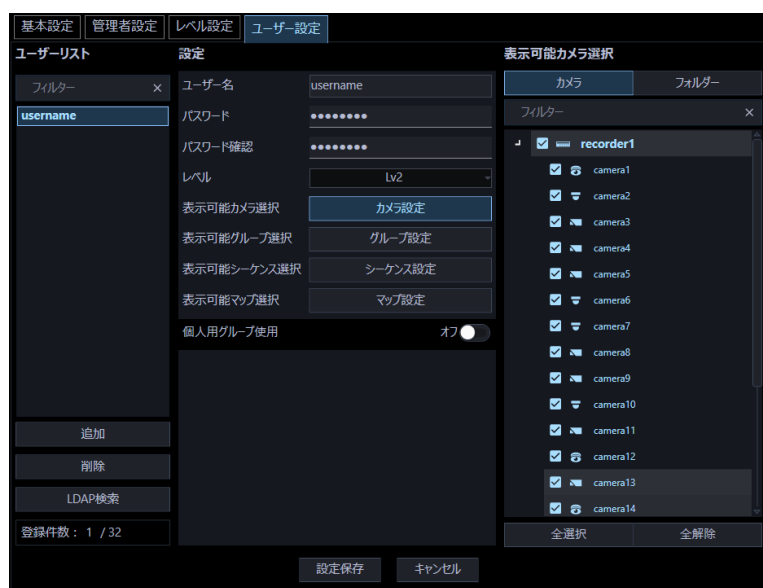 基本設定 管理者設定 レベル設定 ユーザー設定
ユーザーリスト
フィルター ×
username
追加
削除
LDAP検索
登録件数： 1 / 32
設定
ユーザー名 username
パスワード ●●●●●●●●
パスワード確認 ●●●●●●●●
レベル Lv2
表示可能カメラ選択 カメラ設定
表示可能グループ選択 グループ設定
表示可能シーケンス選択 シーケンス設定
表示可能マップ選択 マップ設定
個人用グループ使用 オフ
表示可能カメラ選択
カメラ フォルダー
フィルター ×
recorder1
camera1
camera2
camera3
camera4
camera5
camera6
camera7
camera8
camera9
camera10
camera11
camera12
camera13
camera14
全選択 全解除
設定保存 キャンセル